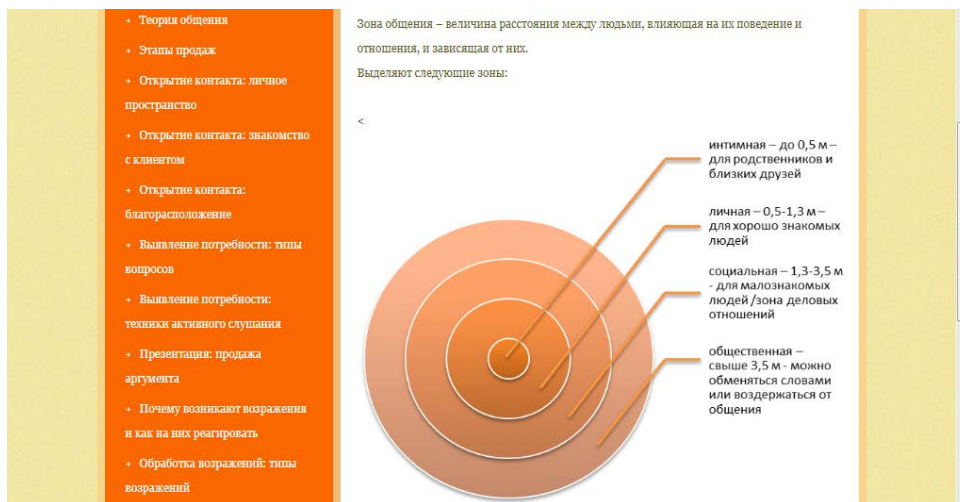 → Теория общения
→ Этапы продаж
→ Открытие контакта: личное
пространство
→ Открытие контакта: знакомство
с клиентом
→ Открытие контакта:
благорасположение
→ Выявление потребности: типы
вопросов
→ Выявление потребности:
техники активного слушания
→ Презентация: продажа
аргумента
→ Почему возникают возражения
и как на них реагировать
→ Обработка возражений: типы
возражений
Зона общения – величина расстояния между людьми, влияющая на их поведение и
отношения, и зависящая от них.
Выделяют следующие зоны:
<
интимная – до 0,5 м –
для родственников и
близких друзей
личная – 0,5-1,3 м –
для хорошо знакомых
людей
социальная – 1,3-3,5 м
- для малознакомых
людей /зона деловых
отношений
общественная –
свыше 3,5 м - можно
обменяться словами
или воздержаться от
общения